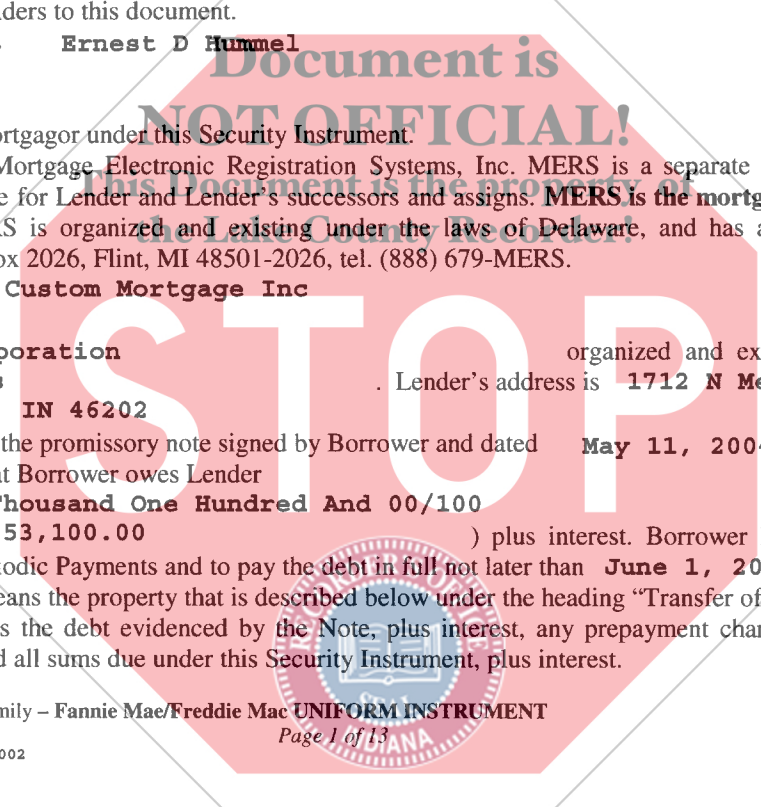 ders to this document.
Ernest D Hummel
Document is
NOT OFFICIAL!
ortgagor under this Security Instrument.
Mortgage Electronic Registration Systems, Inc. MERS is a separate
This Document is the property of
e for Lender and Lender's successors and assigns. MERS is the mortg
the Lake County Recorder!
S is organized and existing under the laws of Delaware, and has a
ox 2026, Flint, MI 48501-2026, tel. (888) 679-MERS.
Custom Mortgage Inc
STOP
poration organized and ex
. Lender's address is 1712 N Me
IN 46202
the promissory note signed by Borrower and dated May 11, 2004
t Borrower owes Lender
Thousand One Hundred And 00/100
53,100.00 ) plus interest. Borrower
odic Payments and to pay the debt in full not later than June 1, 20
eans the property that is described below under the heading “Transfer of
s the debt evidenced by the Note, plus interest, any prepayment char
d all sums due under this Security Instrument, plus interest.
RECORDER OF
SEAL
INDIANA
mily – Fannie Mae/Freddie Mac UNIFORM INSTRUMENT
Page 1 of 13
002